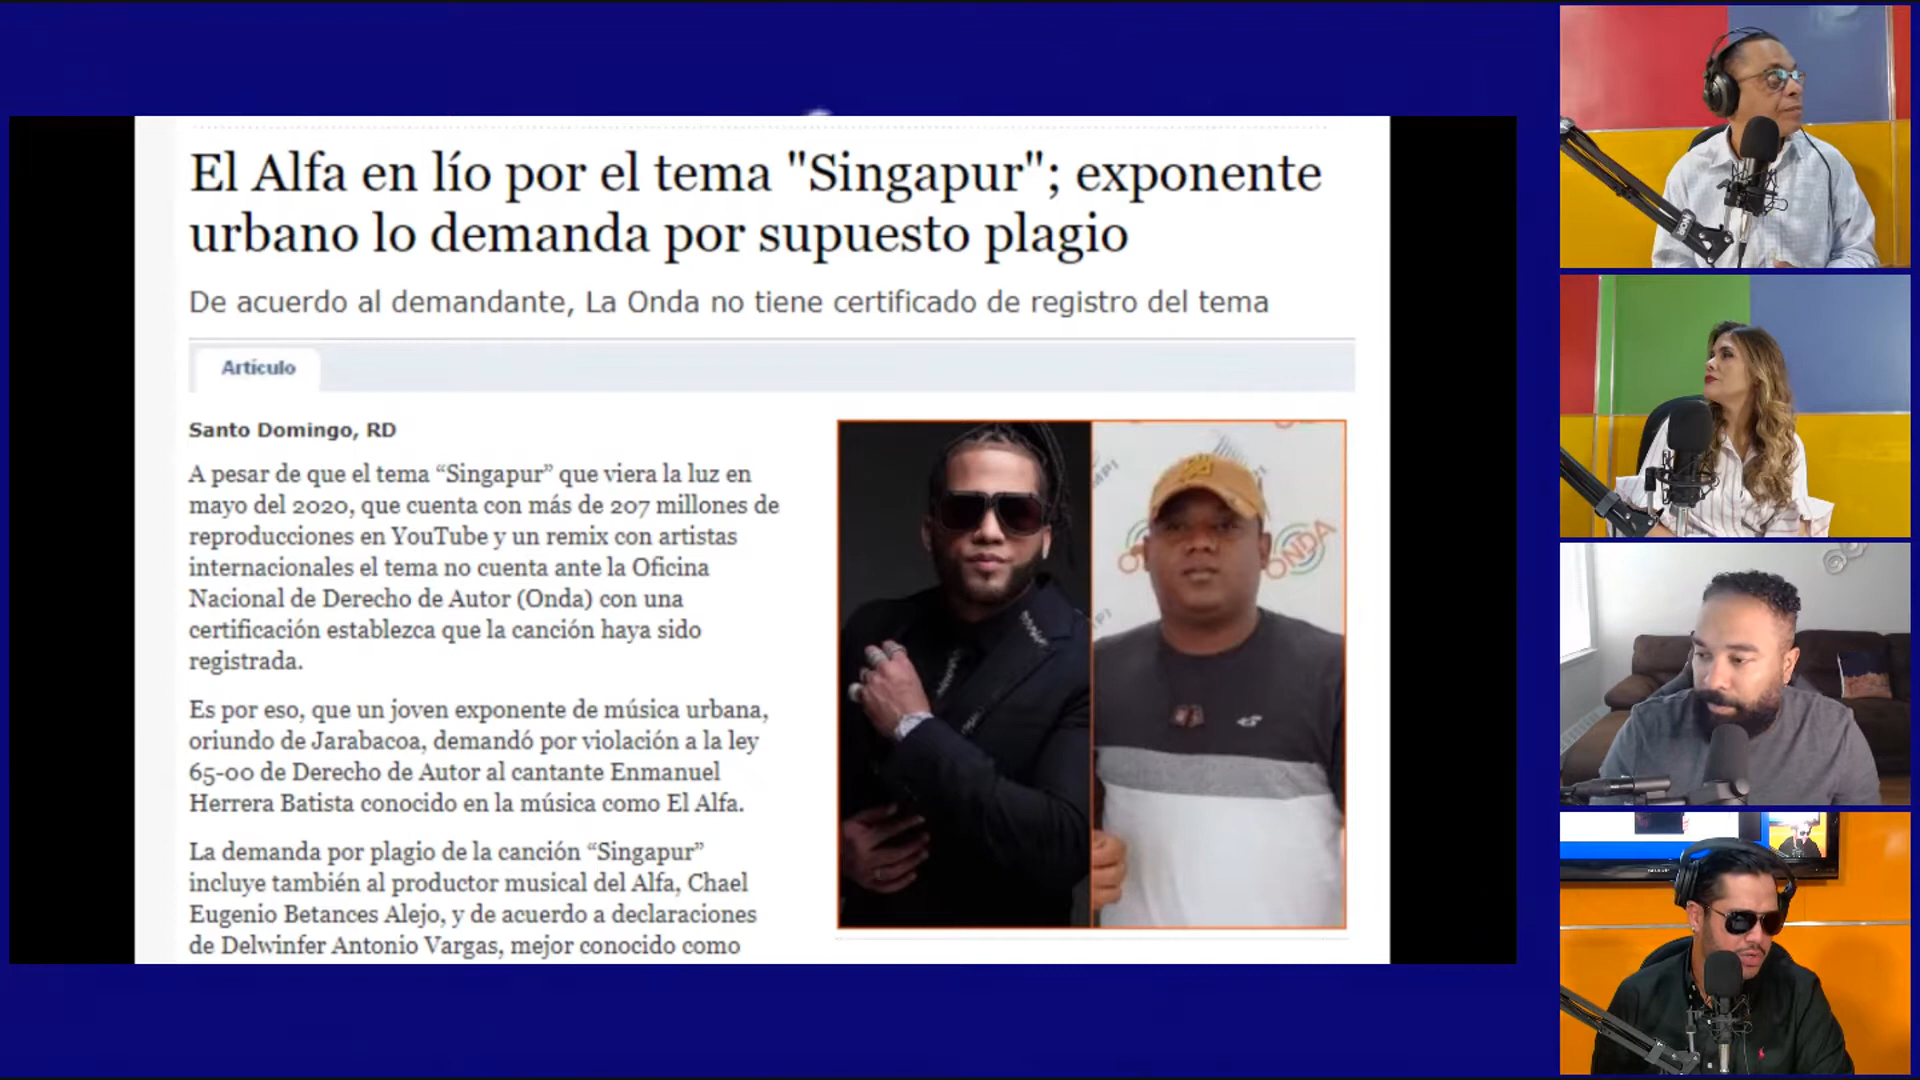 El Alfa en lío por el tema "Singapur"; exponente
urbano lo demanda por supuesto plagio
De acuerdo al demandante, La Onda no tiene certificado de registro del tema
Artículo
Santo Domingo, RD
A pesar de que el tema “Singapur” que viera la luz en
mayo del 2020, que cuenta con más de 207 millones de
reproducciones en YouTube y un remix con artistas
internacionales el tema no cuenta ante la Oficina
Nacional de Derecho de Autor (Onda) con una
certificación establezca que la canción haya sido
registrada.
Es por eso, que un joven exponente de música urbana,
oriundo de Jarabacoa, demandó por violación a la ley
65-00 de Derecho de Autor al cantante Enmanuel
Herrera Batista conocido en la música como El Alfa.
La demanda por plagio de la canción “Singapur”
incluye también al productor musical del Alfa, Chael
Eugenio Betances Alejo, y de acuerdo a declaraciones
de Delwinfer Antonio Vargas, mejor conocido como
ONDA